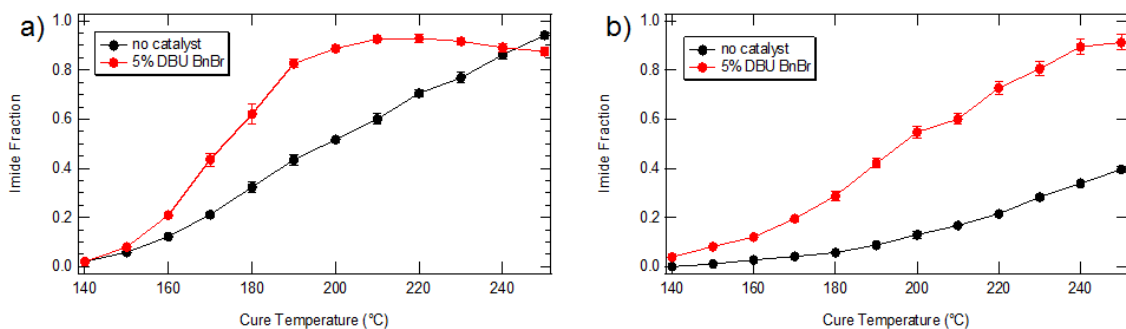 a)
no catalyst
5% DBU BnBr
Imide Fraction
1.0
0.8
0.6
0.4
0.2
0.0
140
160
180
200
220
240
Cure Temperature (°C)
b)
no catalyst
5% DBU BnBr
Imide Fraction
1.0
0.8
0.6
0.4
0.2
0.0
140
160
180
200
220
240
Cure Temperature (°C)